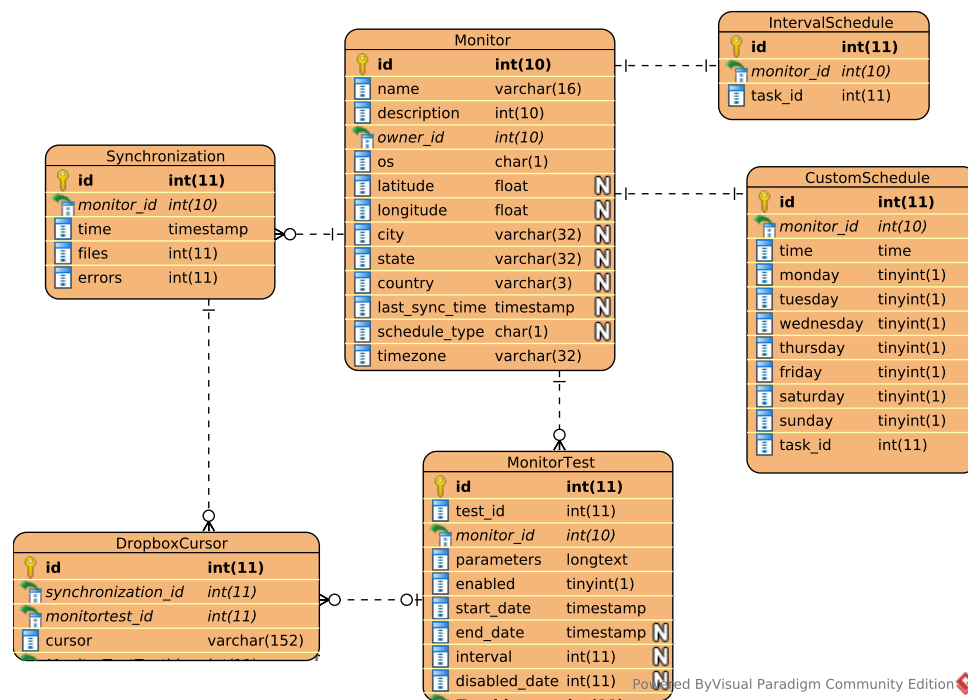 IntervalSchedule
id int(11)
monitor_id int(10)
task_id int(11)
Monitor
id int(10)
name varchar(16)
description int(10)
owner_id int(10)
os char(1)
latitude float N
longitude float N
city varchar(32) N
state varchar(32) N
country varchar(3) N
last_sync_time timestamp N
schedule_type char(1) N
timezone varchar(32)
Synchronization
id int(11)
monitor_id int(10)
time timestamp
files int(11)
errors int(11)
CustomSchedule
id int(11)
monitor_id int(10)
time time
monday tinyint(1)
tuesday tinyint(1)
wednesday tinyint(1)
thursday tinyint(1)
friday tinyint(1)
saturday tinyint(1)
sunday tinyint(1)
task_id int(11)
MonitorTest
id int(11)
test_id int(11)
monitor_id int(10)
parameters longtext
enabled tinyint(1)
start_date timestamp
end_date timestamp N
interval int(11) N
disabled_date int(11) N
DropboxCursor
id int(11)
synchronization_id int(11)
monitortest_id int(11)
cursor varchar(152)
Powered ByVisual Paradigm Community Edition